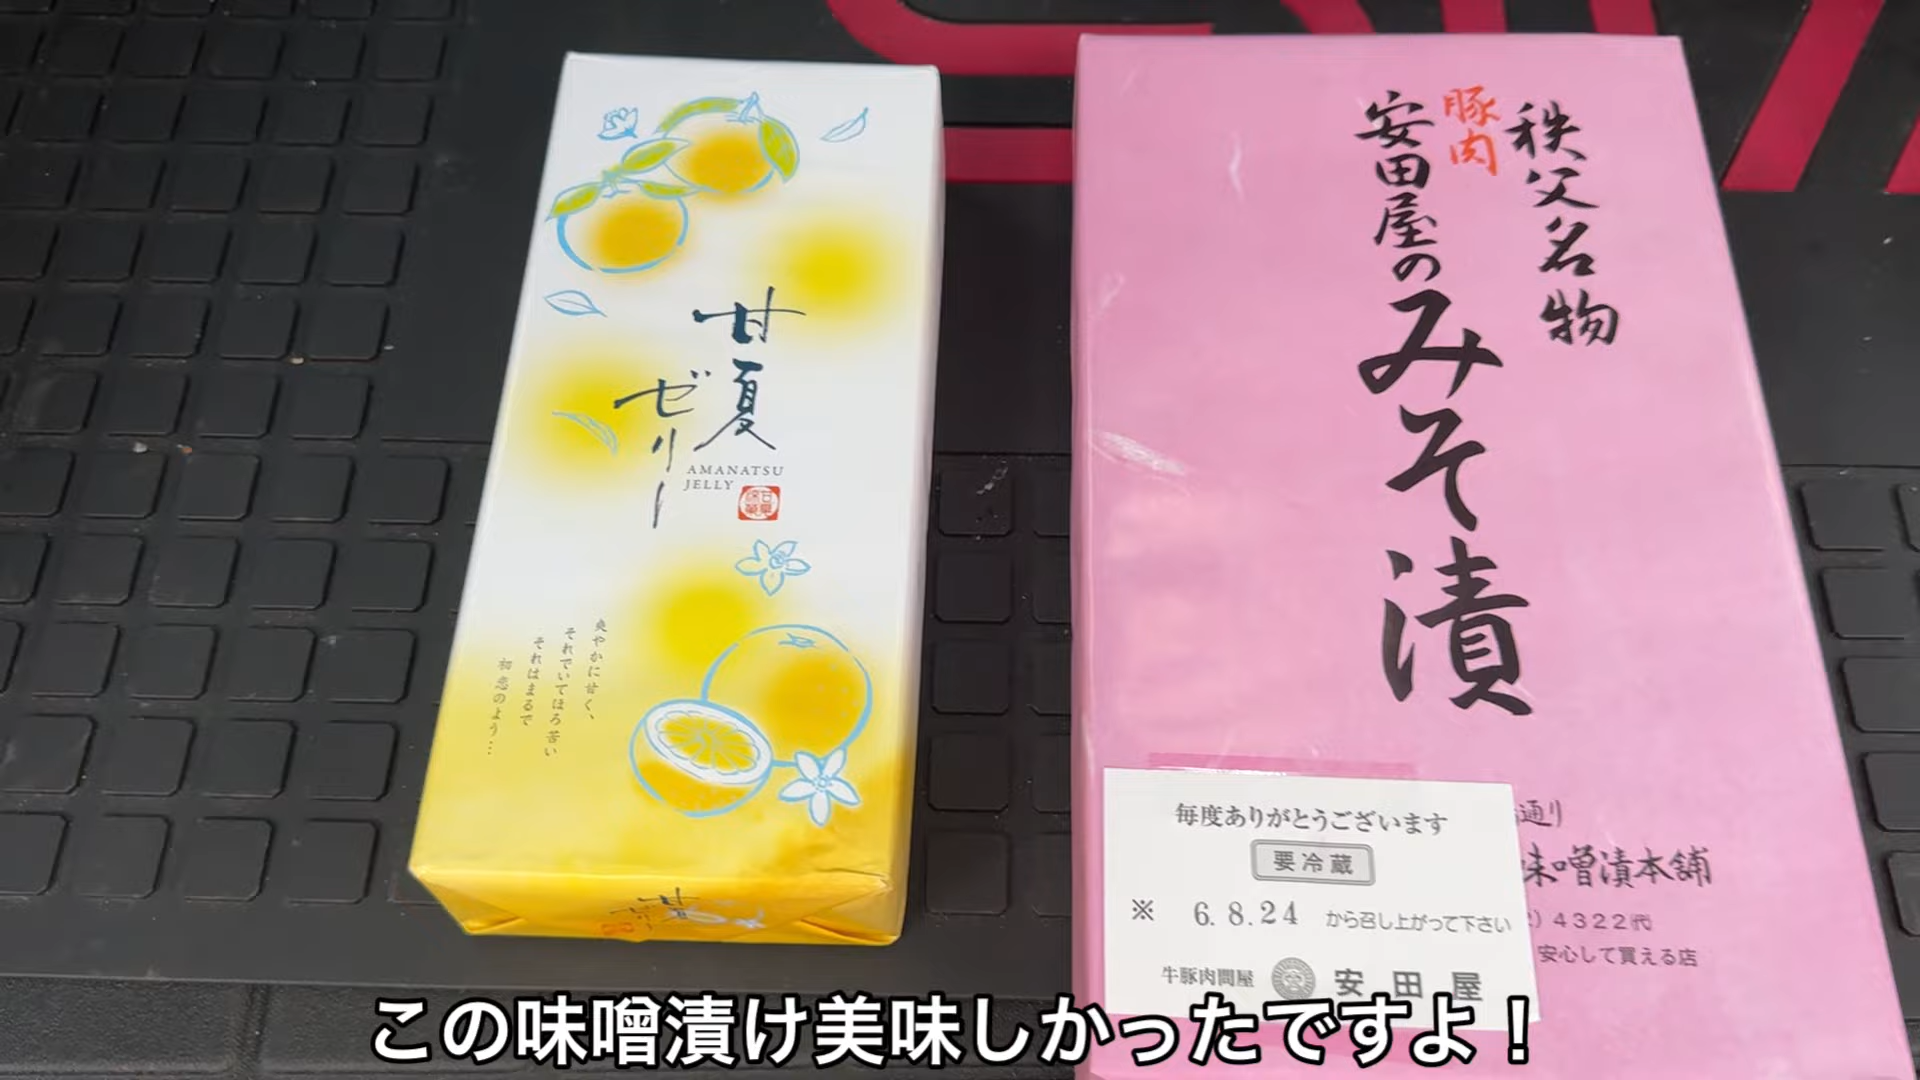 甘夏
ゼリー
AMANATSU
JELLY
爽やかに甘く、
それでいてほろ苦い
それはまるで
初恋のよう…
秩父名物
豚肉
安田屋の
みそ漬
通り
味噌漬本舗
4322代
安心して買える店
毎度ありがとうございます
要冷蔵
※ 6.8.24 から召し上がって下さい
牛豚肉問屋 安田屋
この味噌漬け美味しかったですよ！